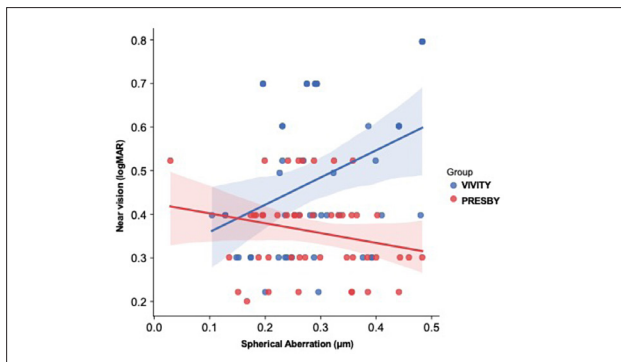 0.8
0.7
0.6
0.5
0.4
0.3
0.2
Near vision (logMAR)
0.0 0.1 0.2 0.3 0.4 0.5
Spherical Aberration (µm)
Group
VIVITY
PRESBY